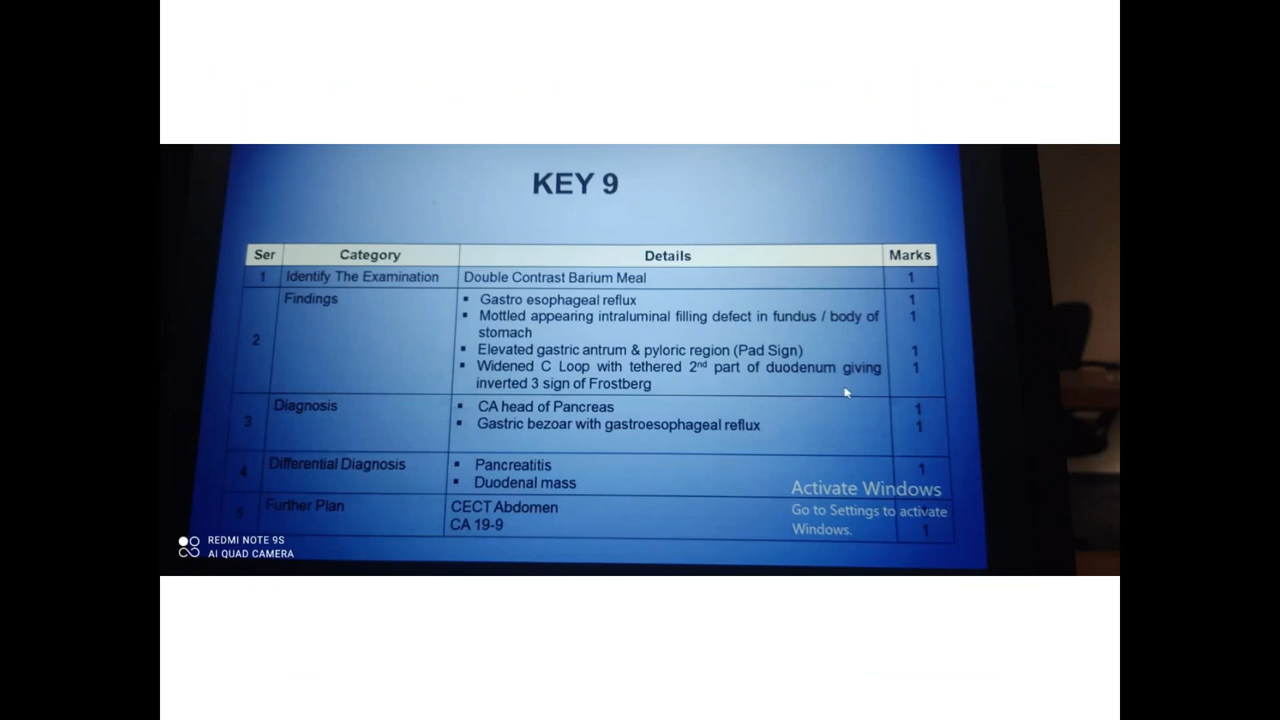 KEY 9
Ser Category Details Marks
1 Identify The Examination Double Contrast Barium Meal 1
2 Findings ▪ Gastro esophageal reflux 1
▪ Mottled appearing intraluminal filling defect in fundus / body of 1
stomach
▪ Elevated gastric antrum & pyloric region (Pad Sign) 1
▪ Widened C Loop with tethered 2nd part of duodenum giving 1
inverted 3 sign of Frostberg
3 Diagnosis ▪ CA head of Pancreas 1
▪ Gastric bezoar with gastroesophageal reflux 1
4 Differential Diagnosis ▪ Pancreatitis 1
▪ Duodenal mass
5 Further Plan CECT Abdomen 1
CA 19-9 1
Activate Windows
Go to Settings to activate
Windows.
REDMI NOTE 9S
AI QUAD CAMERA